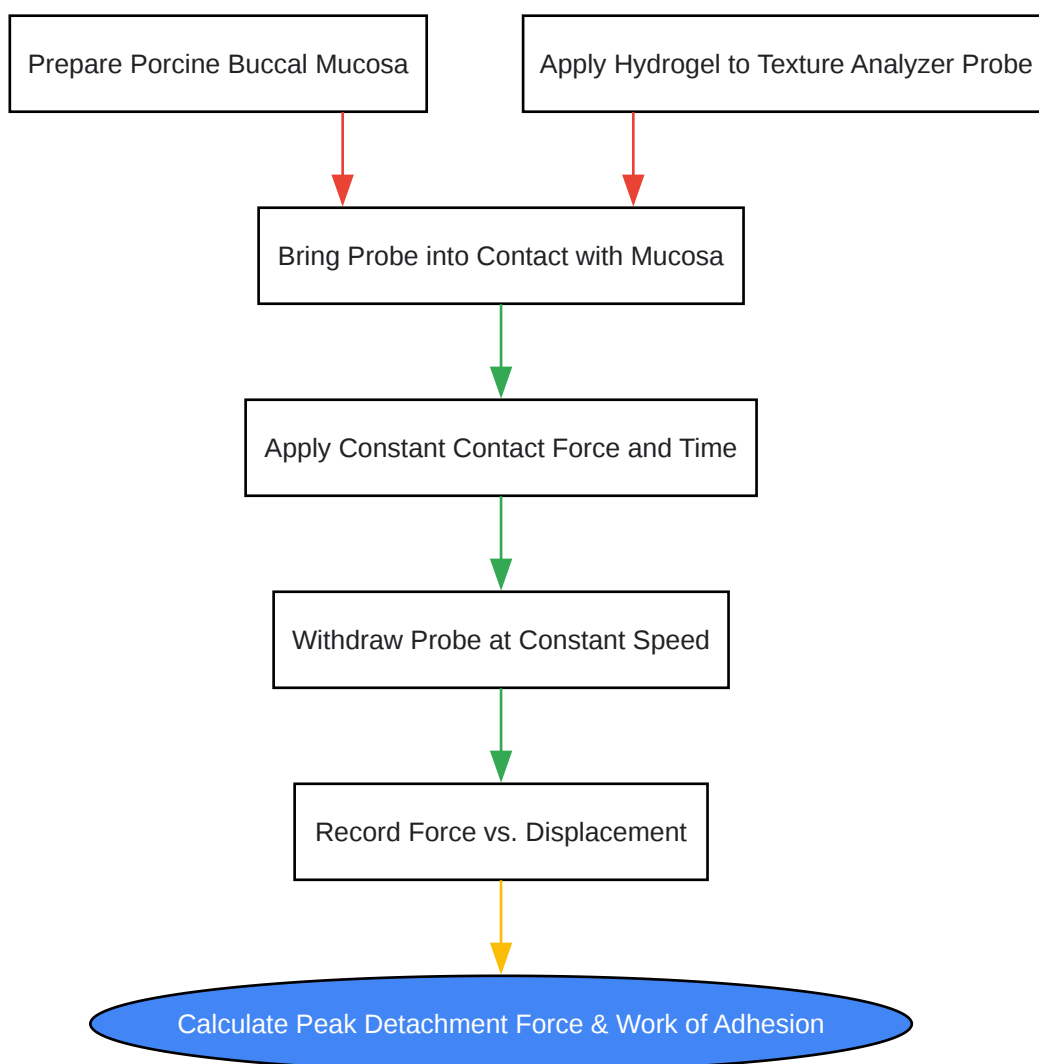 Prepare Porcine Buccal Mucosa
Apply Hydrogel to Texture Analyzer Probe
Bring Probe into Contact with Mucosa
Apply Constant Contact Force and Time
Withdraw Probe at Constant Speed
Record Force vs. Displacement
Calculate Peak Detachment Force & Work of Adhesion